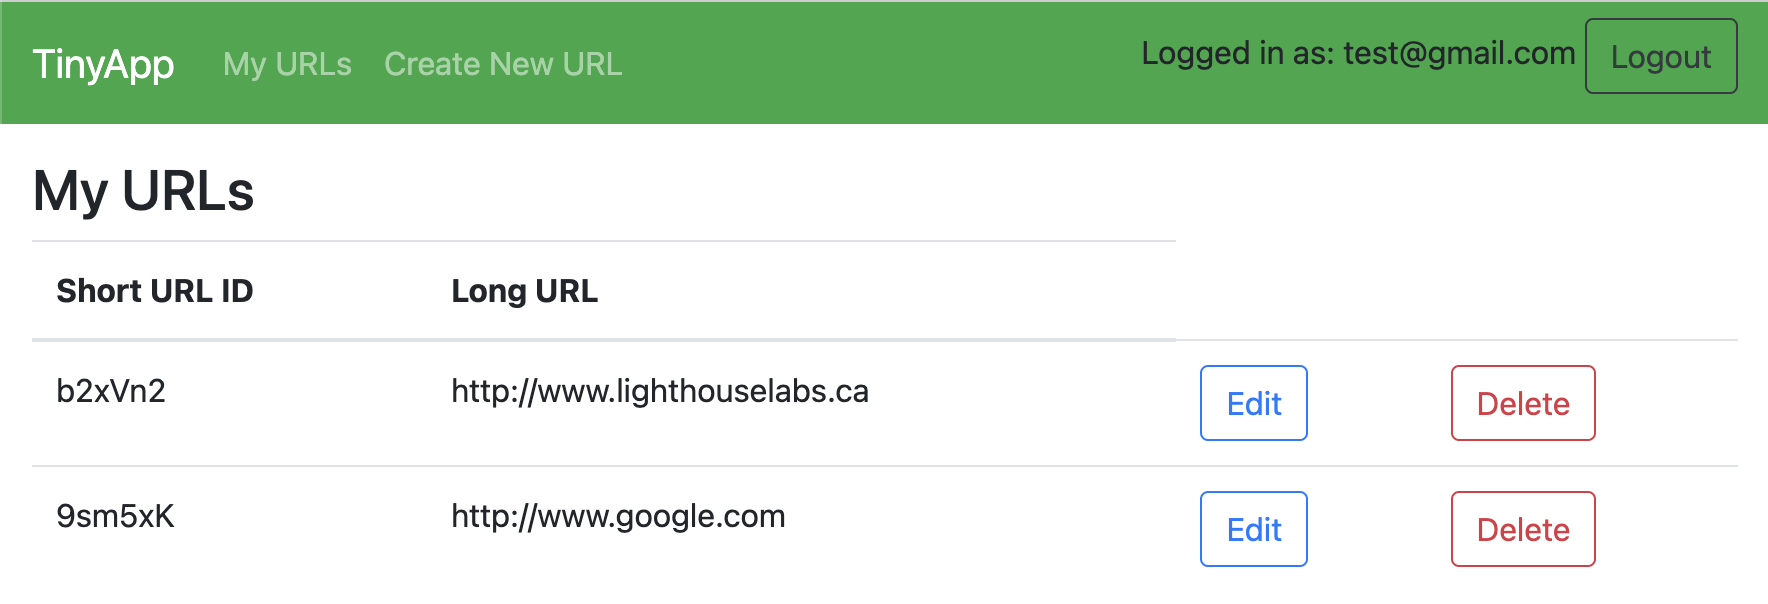 TinyApp My URLs Create New URL Logged in as: test@gmail.com Logout
My URLs
Short URL ID Long URL
b2xVn2 http://www.lighthouselabs.ca Edit Delete
9sm5xK http://www.google.com Edit Delete